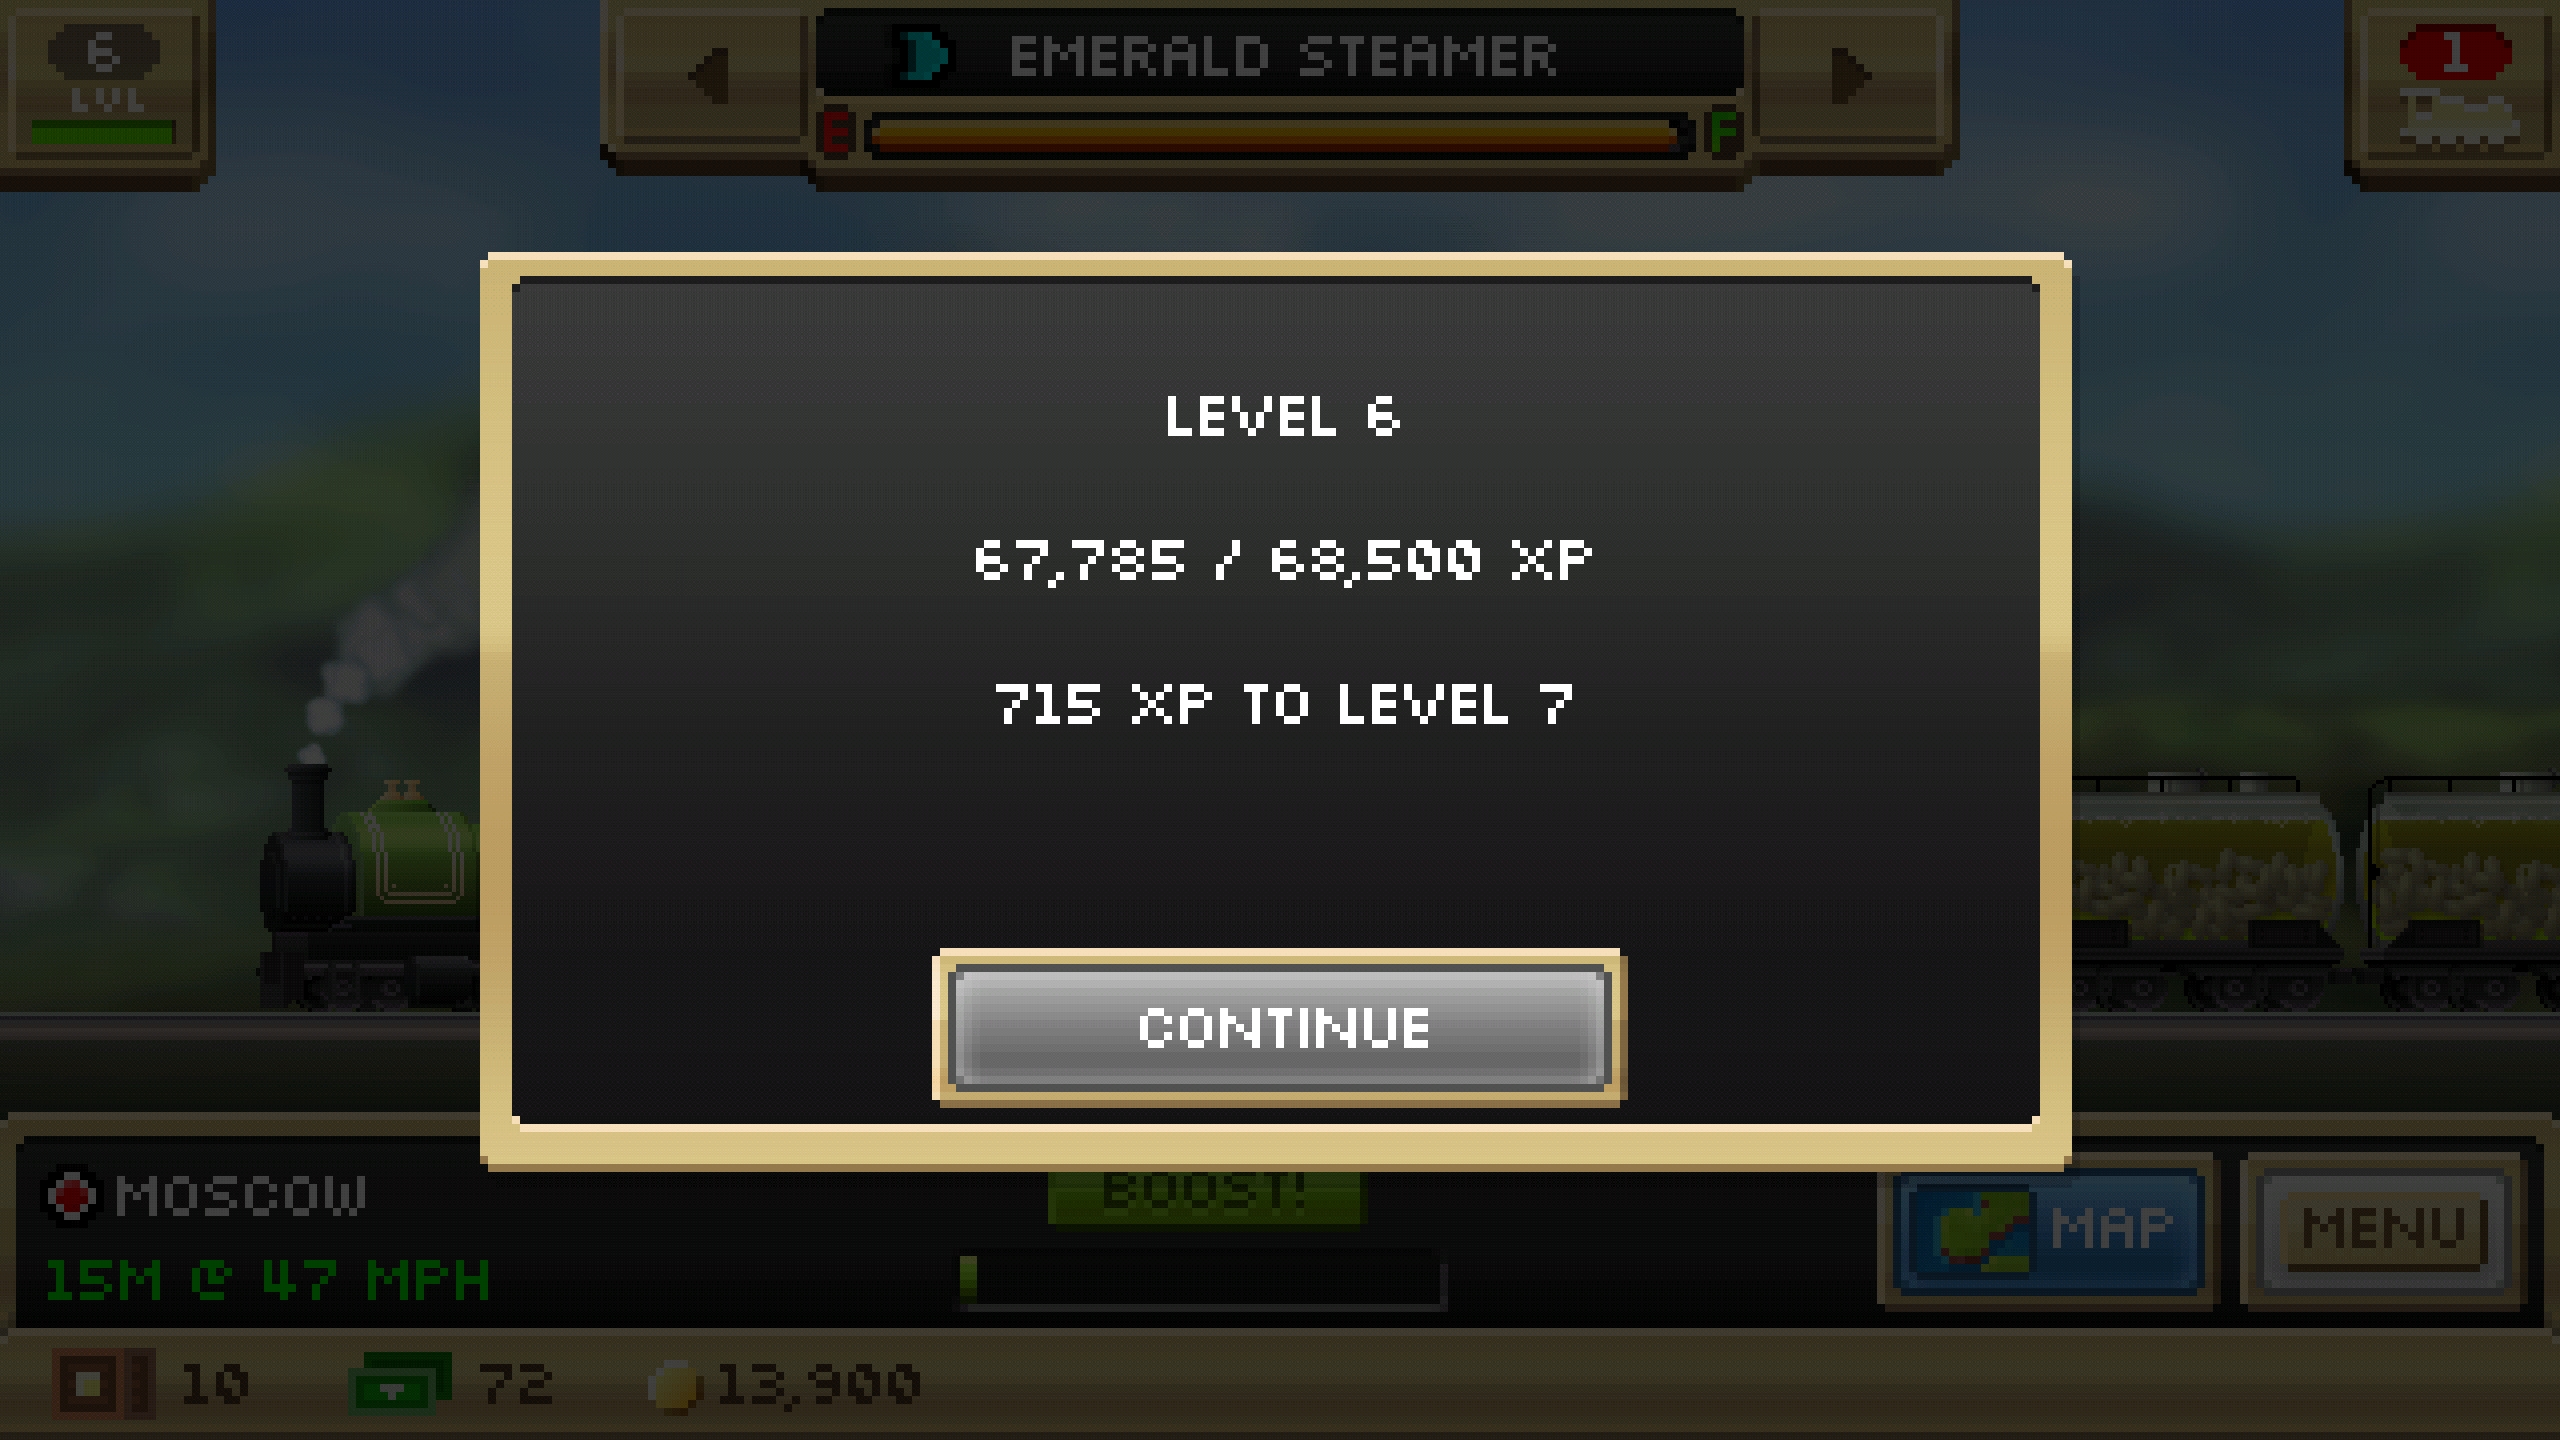 6
LVL
EMERALD STEAMER
E F
1
LEVEL 6
67,785 / 68,500 XP
715 XP TO LEVEL 7
CONTINUE
MOSCOW
15M @ 47 MPH
BOOST!
MAP
MENU
10 72 13,900